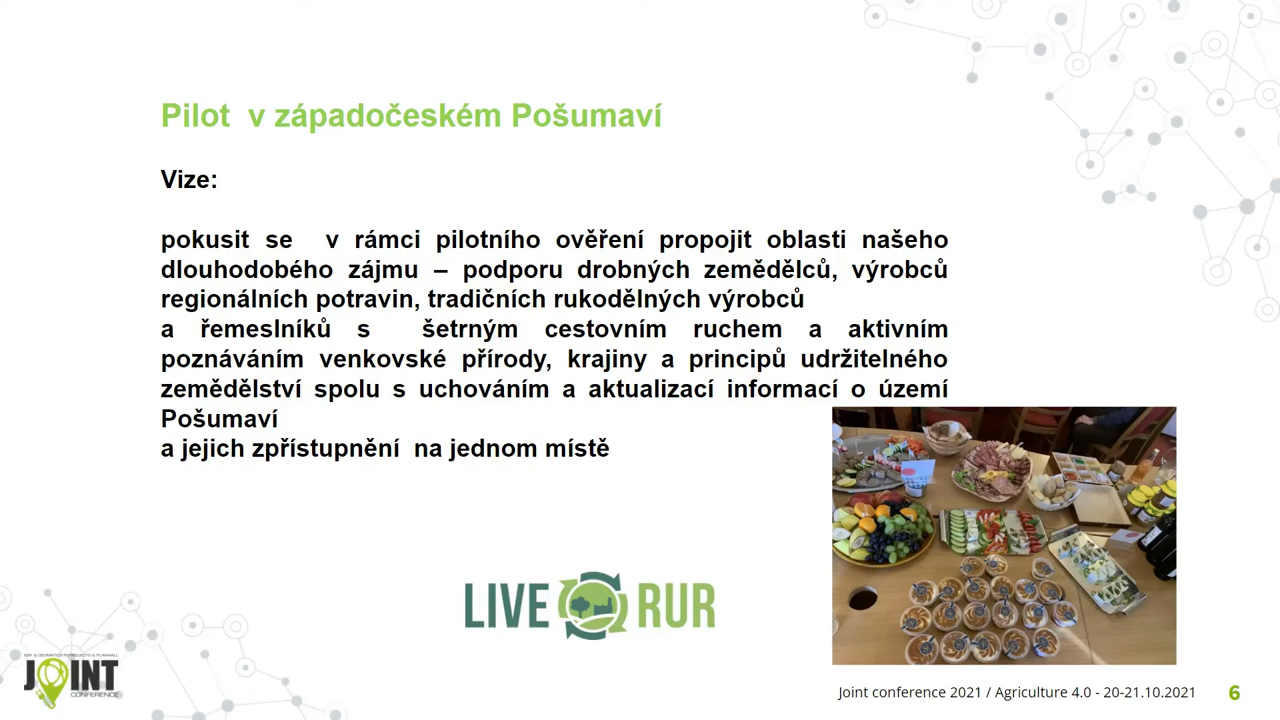 Pilot v západočeském Pošumaví
Vize:
pokusit se v rámci pilotního ověření propojit oblasti našeho
dlouhodobého zájmu – podporu drobných zemědělců, výrobců
regionálních potravin, tradičních rukodělných výrobců
a řemeslníků s šetrným cestovním ruchem a aktivním
poznáváním venkovské přírody, krajiny a principů udržitelného
zemědělství spolu s uchováním a aktualizací informací o území
Pošumaví
a jejich zpřístupnění na jednom místě
LIVE RUR
JOINT
CONFERENCE
Joint conference 2021 / Agriculture 4.0 - 20-21.10.2021
6